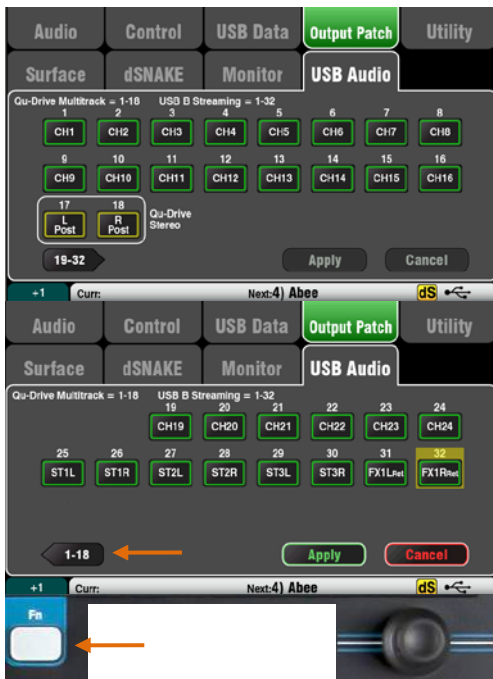 Audio Control USB Data Output Patch Utility
Surface dSNAKE Monitor USB Audio
Qu-Drive Multitrack = 1-18 USB B Streaming = 1-32
1 2 3 4 5 6 7 8
CH1 CH2 CH3 CH4 CH5 CH6 CH7 CH8
9 10 11 12 13 14 15 16
CH9 CH10 CH11 CH12 CH13 CH14 CH15 CH16
17 18
L Post R Post Qu-Drive Stereo
19-32 Apply Cancel
+1 Curr: Next:4) Abee dS
Audio Control USB Data Output Patch Utility
Surface dSNAKE Monitor USB Audio
Qu-Drive Multitrack = 1-18 USB B Streaming = 1-32
19 20 21 22 23 24
CH19 CH20 CH21 CH22 CH23 CH24
25 26 27 28 29 30 31 32
ST1L ST1R ST2L ST2R ST3L ST3R FX1LRet FX1RRet
1-18 Apply Cancel
+1 Curr: Next:4) Abee dS
Fn